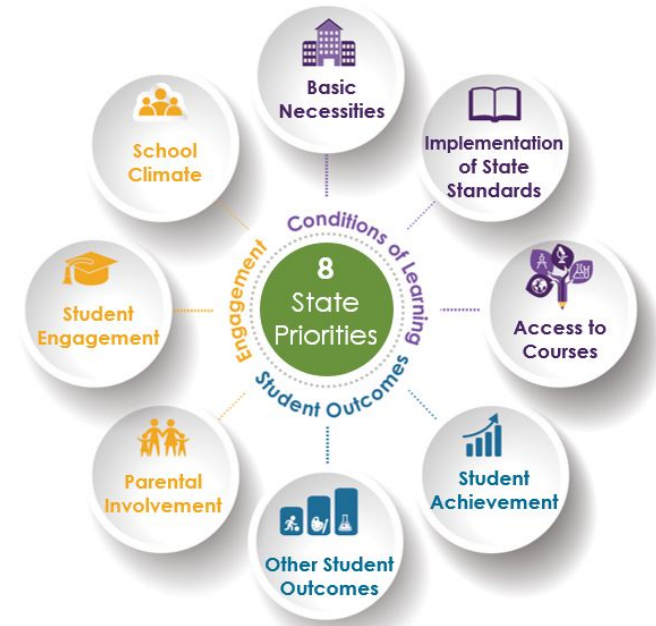 Basic
Necessities
Implementation
of State
Standards
Access to
Courses
Student
Achievement
Other Student
Outcomes
Parental
Involvement
Student
Engagement
School
Climate
Conditions of Learning
Student Outcomes
Engagement
8
State
Priorities